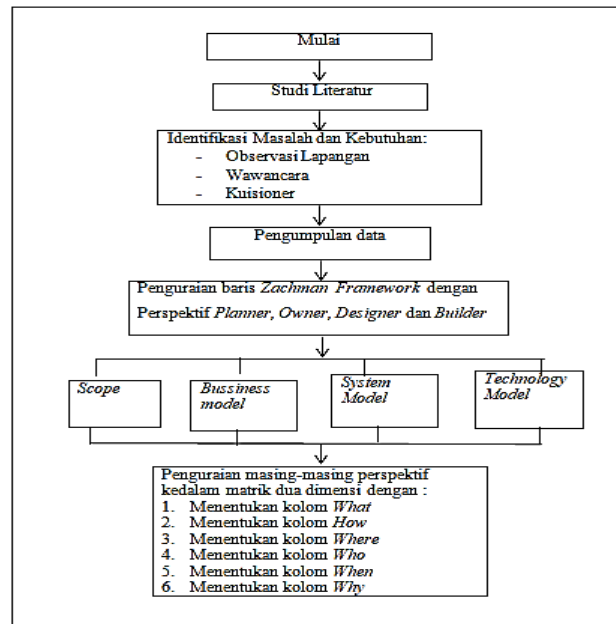 Mulai
Studi Literatur
Identifikasi Masalah dan Kebutuhan:
- Observasi Lapangan
- Wawancara
- Kuisioner
Pengumpulan data
Penguraian baris Zachman Framework dengan
Perspektif Planner, Owner, Designer dan Builder
Scope
Bussiness
model
System
Model
Technology
Model
Penguraian masing-masing perspektif
kedalam matrik dua dimensi dengan :
1. Menentukan kolom What
2. Menentukan kolom How
3. Menentukan kolom Where
4. Menentukan kolom Who
5. Menentukan kolom When
6. Menentukan kolom Why